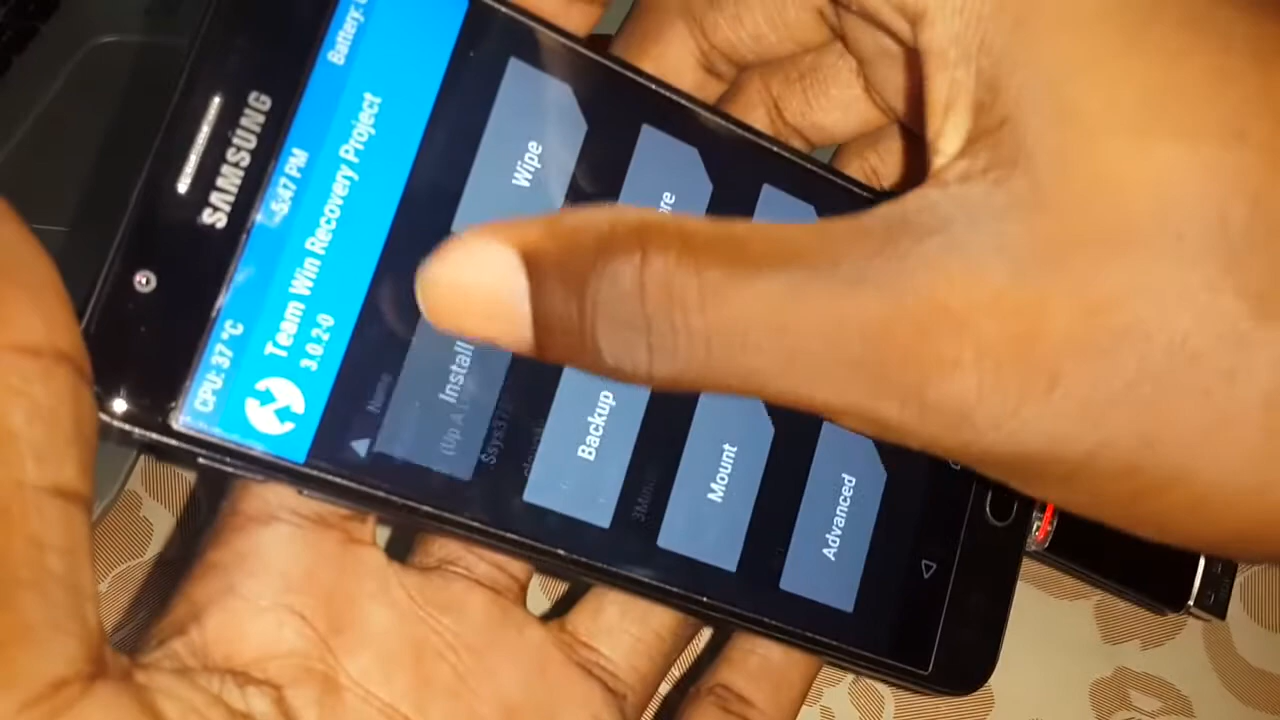 SAMSUNG
CPU: 37 °C
5:47 PM
Battery:
Team Win Recovery Project
3.0.2-0
Install
Wipe
Backup
Mount
Advanced